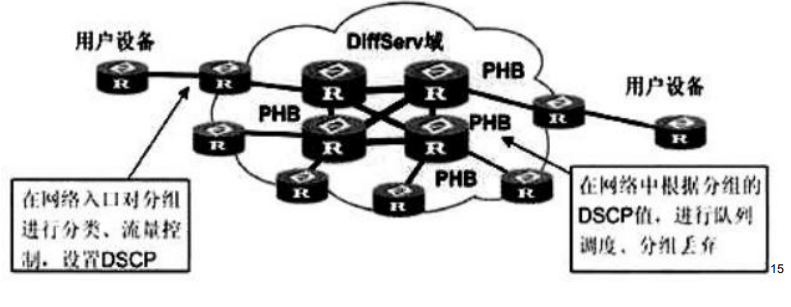 用户设备
DiffServ域
PHB
用户设备
PHB
PHB
PHB
R
R
R
R
R
R
R
R
R
R
R
R
在网络入口对分组
进行分类、流量控
制，设置DSCP
在网络中根据分组的
DSCP值，进行队列
调度、分组丢弃
15